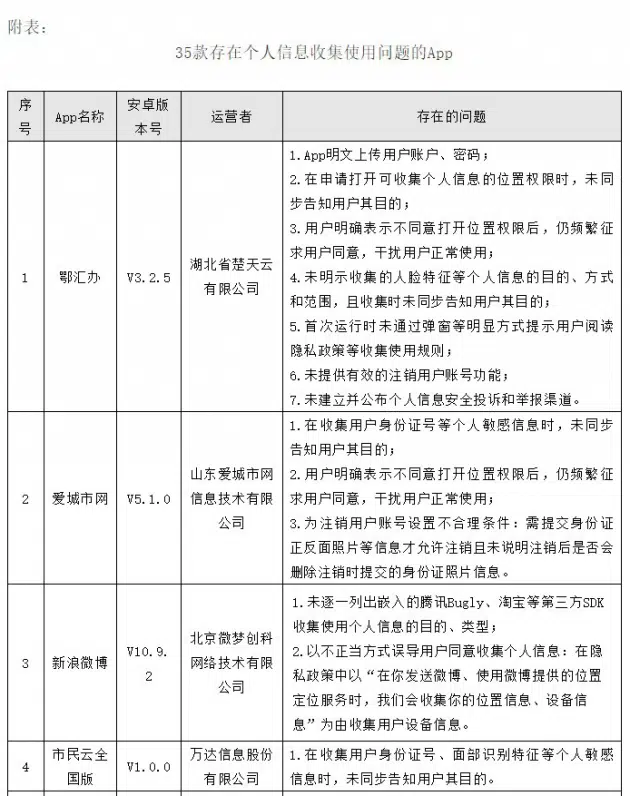 附表：
35款存在个人信息收集使用问题的App
序号 App名称 安卓版本号 运营者 存在的问题
1 鄂汇办 V3.2.5 湖北省楚天云有限公司
1.App明文上传用户账户、密码；
2.在申请打开可收集个人信息的位置权限时，未同
步告知用户其目的；
3.用户明确表示不同意打开位置权限后，仍频繁征
求用户同意，干扰用户正常使用；
4.未明示收集的人脸特征等个人信息的目的、方式
和范围，且收集时未同步告知用户其目的；
5.首次运行时未通过弹窗等明显方式提示用户阅读
隐私政策等收集使用规则；
6.未提供有效的注销用户账号功能；
7.未建立并公布个人信息安全投诉和举报渠道。
2 爱城市网 V5.1.0 山东爱城市网信息技术有限公司
1.在收集用户身份证号等个人敏感信息时，未同步
告知用户其目的；
2.用户明确表示不同意打开位置权限后，仍频繁征
求用户同意，干扰用户正常使用；
3.为注销用户账号设置不合理条件：需提交身份证
正反面照片等信息才允许注销且未说明注销后是否会
删除注销时提交的身份证照片信息。
3 新浪微博 V10.9.2 北京微梦创科网络技术有限公司
1.未逐一列出嵌入的腾讯Bugly、淘宝等第三方SDK
收集使用个人信息的目的、类型；
2.以不正当方式误导用户同意收集个人信息：在隐
私政策中以“在你发送微博、使用微博提供的位置
定位服务时，我们会收集你的位置信息、设备信
息”为由收集用户设备信息。
4 市民云全国版 V1.0.0 万达信息股份有限公司
1.在收集用户身份证号、面部识别特征等个人敏感
信息时，未同步告知用户其目的。